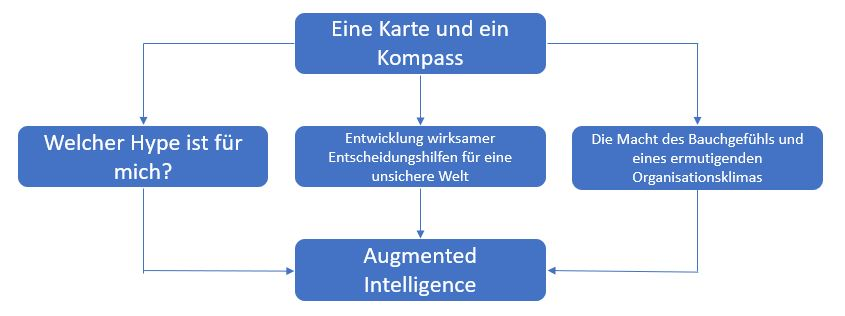 Eine Karte und ein
Kompass
Welcher Hype ist für
mich?
Entwicklung wirksamer
Entscheidungshilfen für eine
unsichere Welt
Die Macht des Bauchgefühls und
eines ermutigenden
Organisationsklimas
Augmented
Intelligence